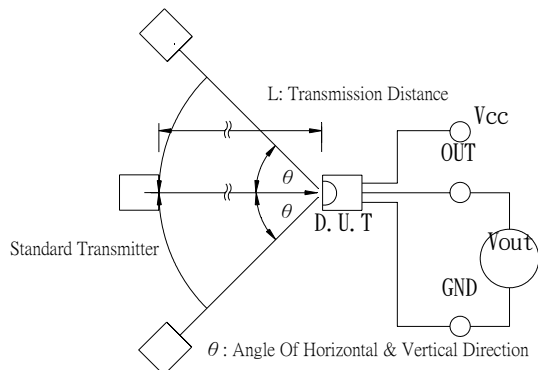 L: Transmission Distance
Vcc
OUT
θ
θ
D.U.T
Standard Transmitter
Vout
GND
θ : Angle Of Horizontal & Vertical Direction